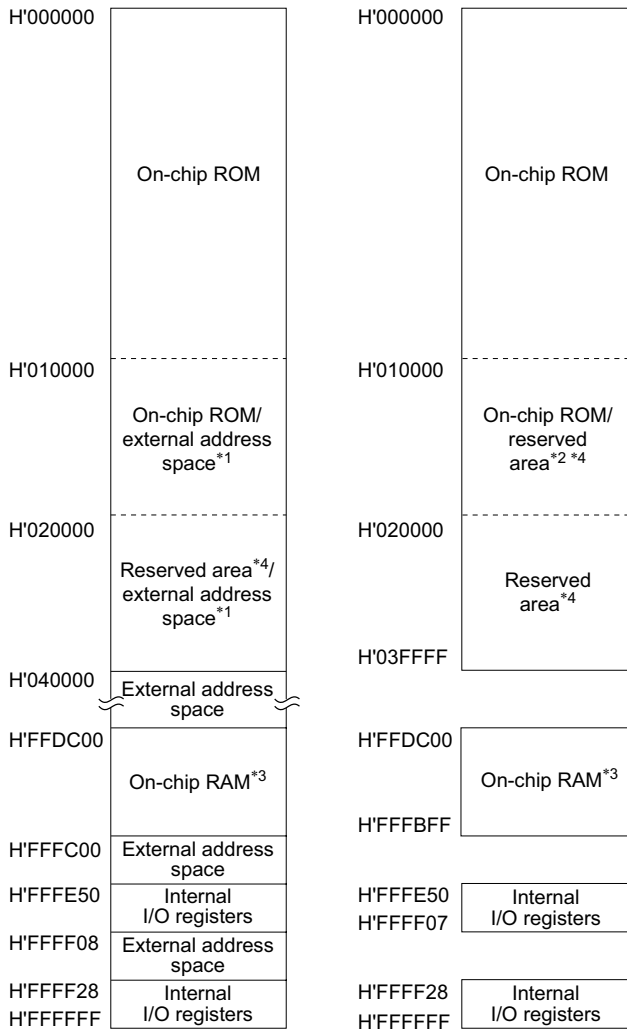 H'000000
On-chip ROM
H'010000
On-chip ROM/
external address
space*1
H'020000
Reserved area*4/
external address
space*1
H'040000
External address
space
H'FFDC00
On-chip RAM*3
H'FFFC00
External address
space
H'FFFE50
Internal
I/O registers
H'FFFF08
External address
space
H'FFFF28
Internal
I/O registers
H'FFFFFF
H'000000
On-chip ROM
H'010000
On-chip ROM/
reserved
area*2 *4
H'020000
Reserved
area*4
H'03FFFF
H'FFDC00
On-chip RAM*3
H'FFFBFF
H'FFFE50
Internal
I/O registers
H'FFFF07
H'FFFF28
Internal
I/O registers
H'FFFFFF